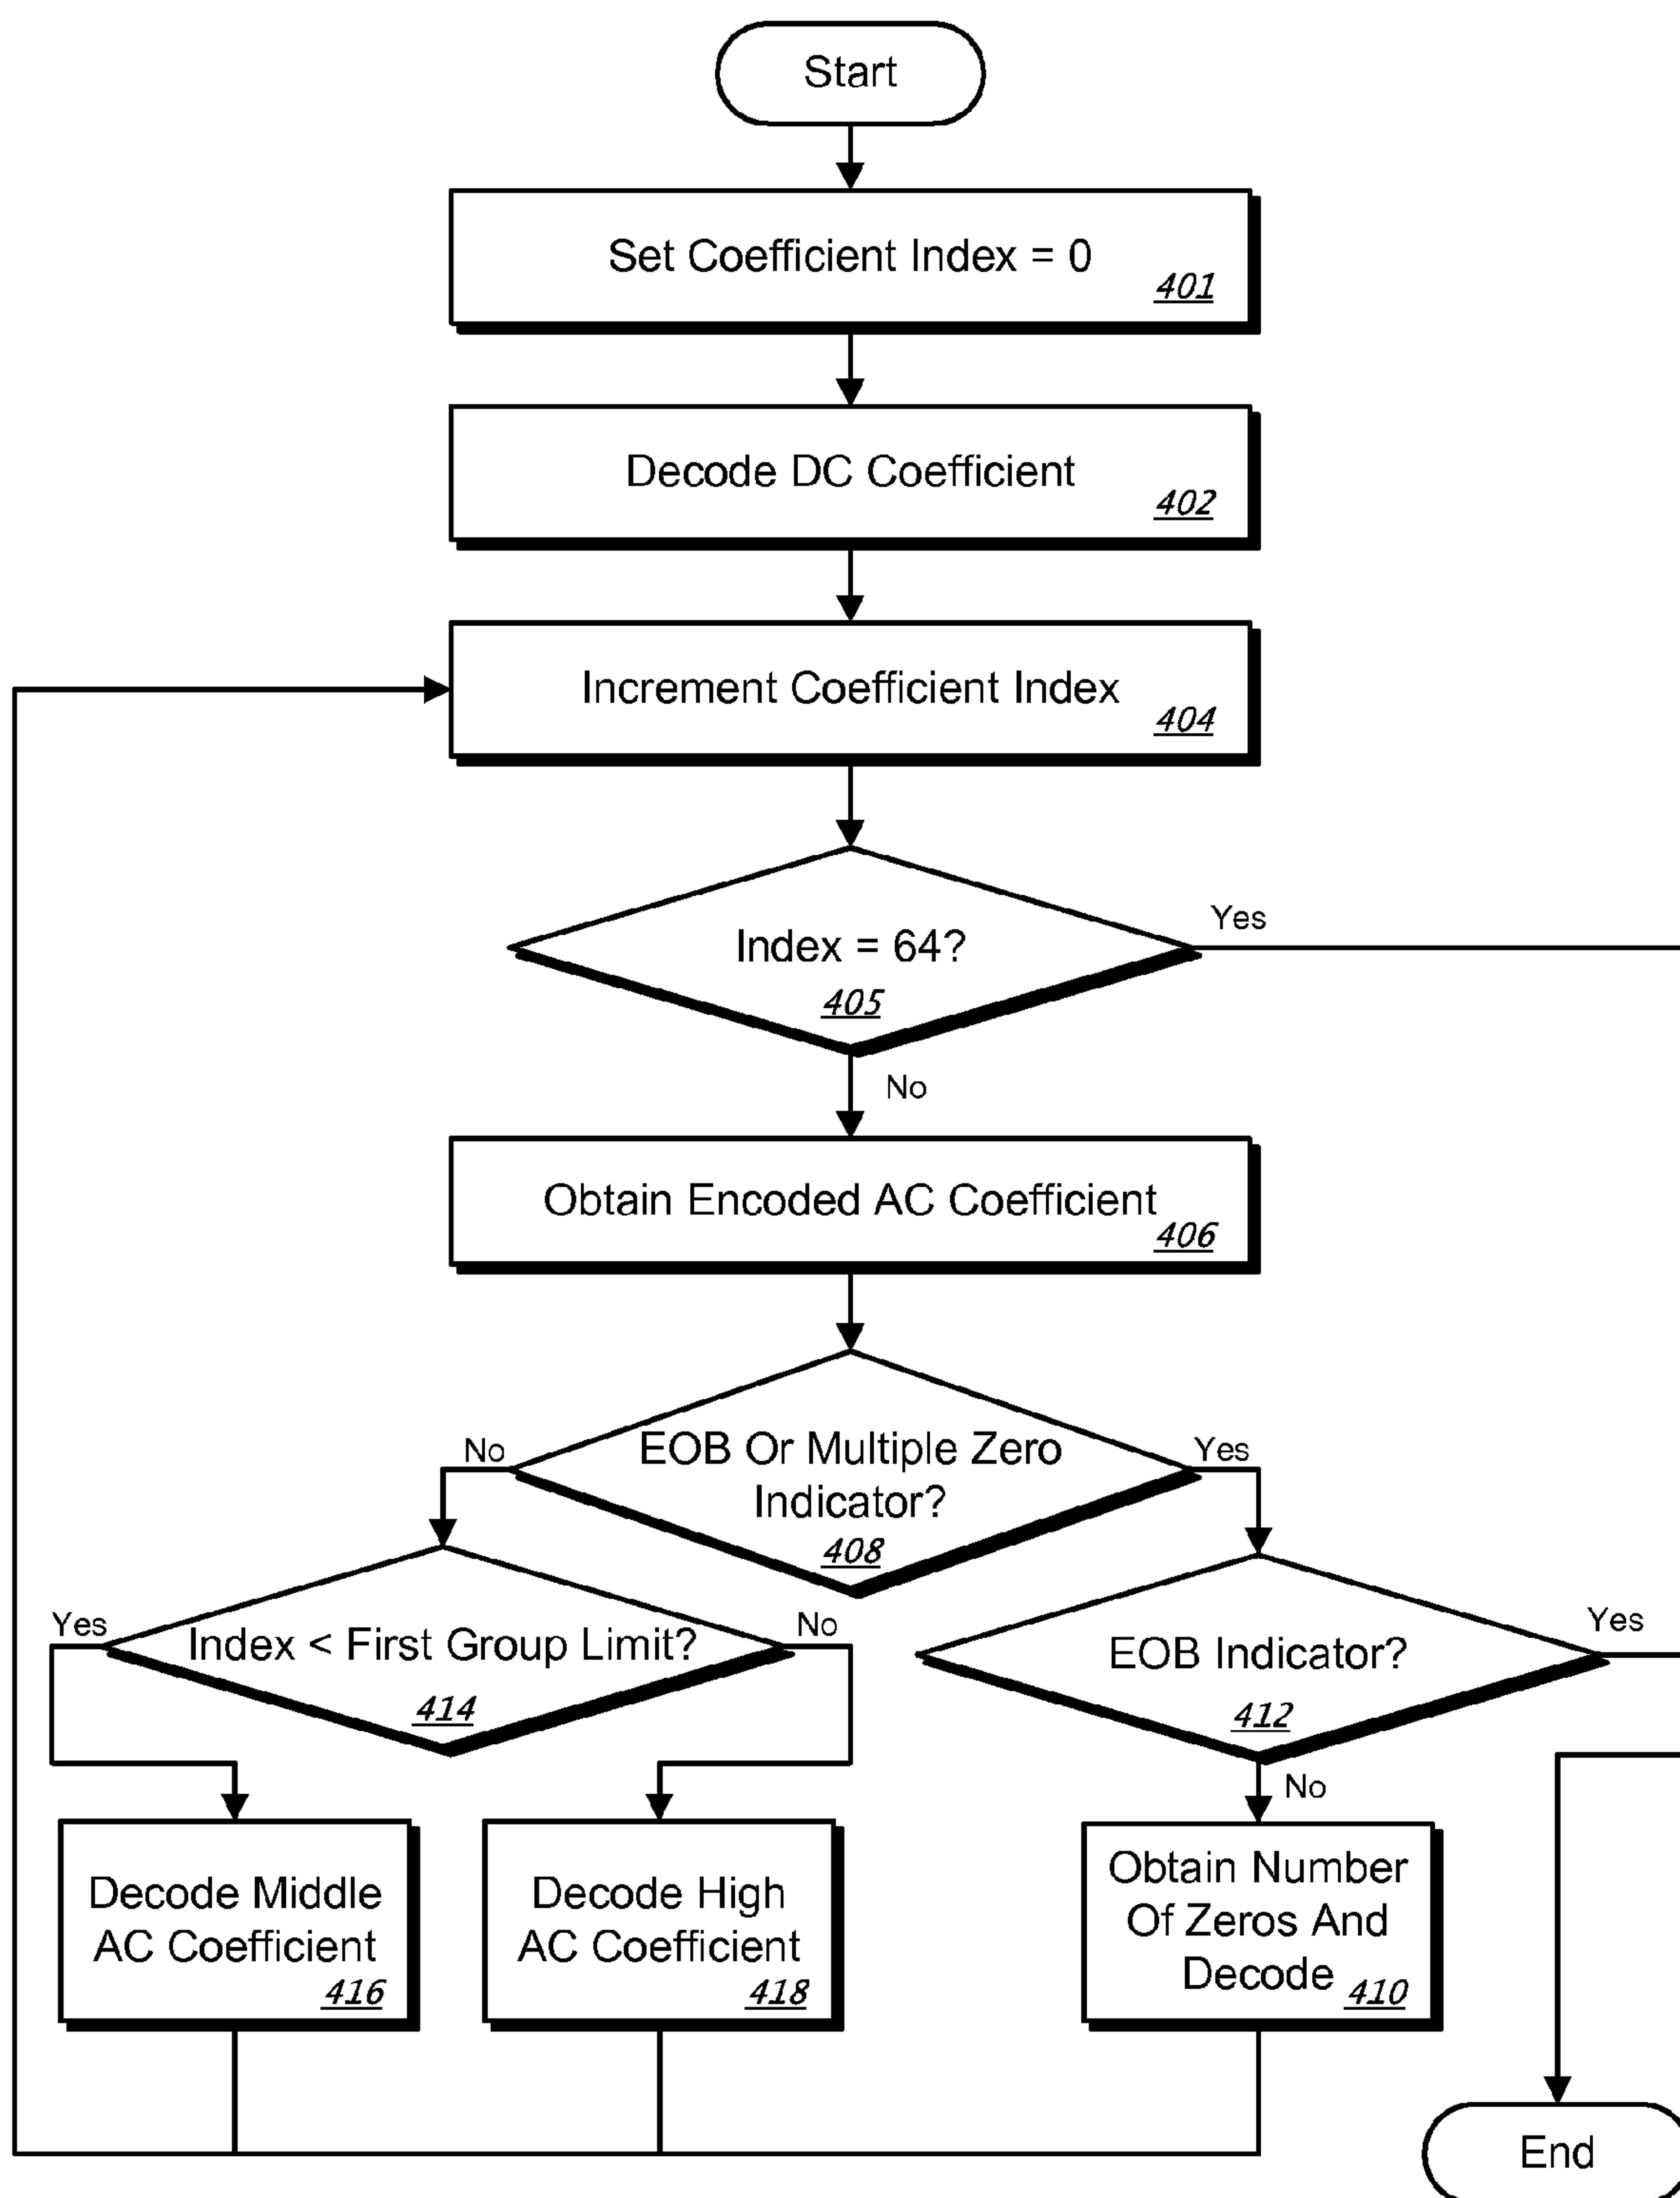 Start
Set Coefficient Index = 0
401
Decode DC Coefficient
402
Increment Coefficient Index
404
Index = 64?
405
Yes
No
Obtain Encoded AC Coefficient
406
EOB Or Multiple Zero
Indicator?
408
No
Yes
Index < First Group Limit?
414
Yes
No
EOB Indicator?
412
Yes
No
Decode Middle
AC Coefficient
416
Decode High
AC Coefficient
418
Obtain Number
Of Zeros And
Decode
410
End